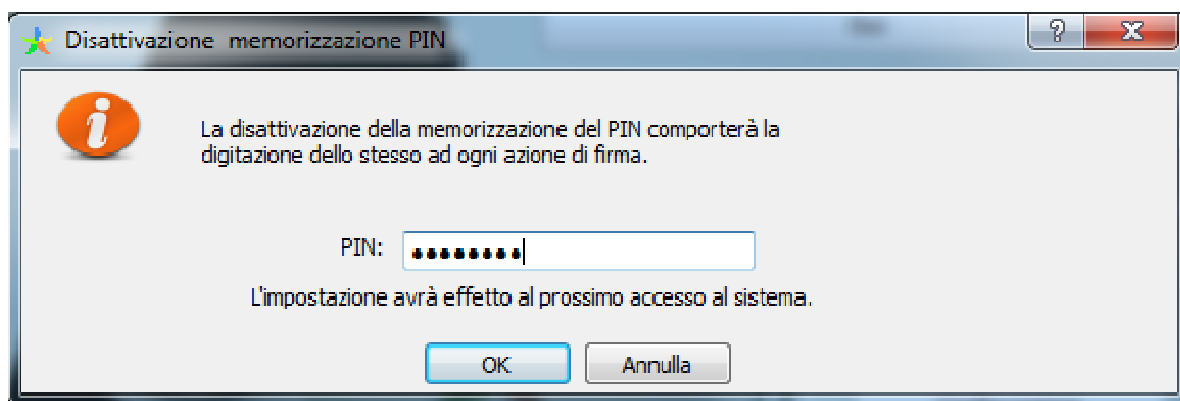 Disattivazione memorizzazione PIN
La disattivazione della memorizzazione del PIN comporterà la
digitazione dello stesso ad ogni azione di firma.
PIN: ••••••••
L'impostazione avrà effetto al prossimo accesso al sistema.
OK Annulla